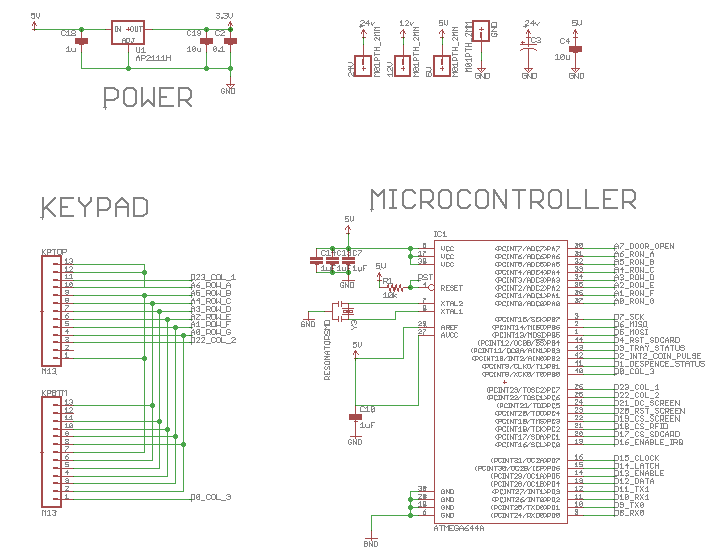 5V
3.3V
24v
12v
5V
24v
5V
IN +OUT
ADJ
C18
1u
U1
AP2111H
C19
10u
C2
0.1
GND
24V
M01PTH_2MM
12V
M01PTH_2MM
5V
M01PTH_2MM
M01PTH_2MM
GND
GND
C3
GND
C4
10u
GND
POWER
KEYPAD
MICROCONTROLLER
KPTOP
13
12
11
10
9
8
7
6
5
4
3
2
1
D23_COL_1
A6_ROW_A
A5_ROW_B
A4_ROW_C
A3_ROW_D
A2_ROW_E
A1_ROW_F
A0_ROW_G
D22_COL_2
M13
KPBTM
13
12
11
10
9
8
7
6
5
4
3
2
1
D0_COL_3
M13
5V
C7
1uF
GND
5V
R1
10k
RST
GND
RESONATORSMD
Y3
5V
C10
1uF
GND
GND
IC1
VCC
VCC
VCC
RESET
XTAL2
XTAL1
AREF
AVCC
GND
GND
GND
GND
ATMEGA644A
(PCINT7/ADC7)PA7 A7_DOOR_OPEN
(PCINT6/ADC6)PA6 A6_ROW_A
(PCINT5/ADC5)PA5 A5_ROW_B
(PCINT4/ADC4)PA4 A4_ROW_C
(PCINT3/ADC3)PA3 A3_ROW_D
(PCINT2/ADC2)PA2 A2_ROW_E
(PCINT1/ADC1)PA1 A1_ROW_F
(PCINT0/ADC0)PA0 A0_ROW_G
(PCINT15/SCK)PB7 D7_SCK
(PCINT14/MISO)PB6 D6_MISO
(PCINT13/MOSI)PB5 D5_MOSI
(PCINT12/OC0B/SS)PB4 D4_RST_SDCARD
(PCINT11/OC0A/AIN1)PB3 D3_TRAY_STATUS
(PCINT10/INT2/AIN0)PB2 D2_INT2_COIN_PULSE
(PCINT9/CLKO/T1)PB1 D1_DESPENCE_STATUS
(PCINT8/XCK0/T0)PB0 D0_COL_3
(PCINT23/TOSC2)PC7 D23_COL_1
(PCINT22/TOSC1)PC6 D22_COL_2
(PCINT21/TDI)PC5 D21_DC_SCREEN
(PCINT20/TDO)PC4 D20_RST_SCREEN
(PCINT19/TMS)PC3 D19_CS_SCREEN
(PCINT18/TCK)PC2 D18_CS_RFID
(PCINT17/SDA)PC1 D17_CS_SDCARD
(PCINT16/SCL)PC0 D16_ENABLE_IRQ
(PCINT31/OC2A)PD7 D15_CLOCK
(PCINT30/OC2B/ICP)PD6 D14_LATCH
(PCINT29/OC1A)PD5 D13_ENABLE
(PCINT28/OC1B)PD4 D12_DATA
(PCINT27/INT1)PD3 D11_TX1
(PCINT26/INT0)PD2 D10_RX1
(PCINT25/TXD0)PD1 D9_TX0
(PCINT24/RXD0)PD0 D8_RX0